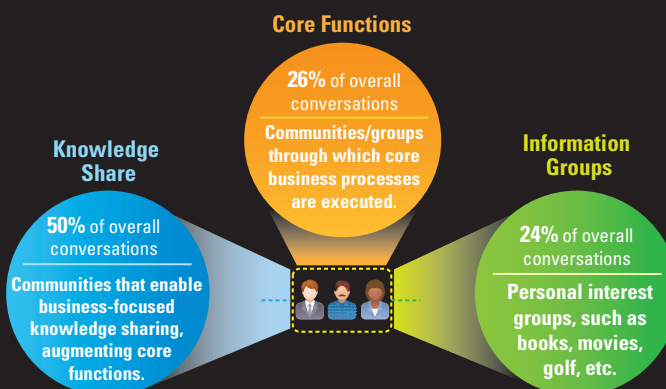 Core Functions
26% of overall
conversations
Communities/groups
through which core
business processes
are executed.
Knowledge
Share
50% of overall
conversations
Communities that enable
business-focused
knowledge sharing,
augmenting core
functions.
Information
Groups
24% of overall
conversations
Personal interest
groups, such as
books, movies,
golf, etc.